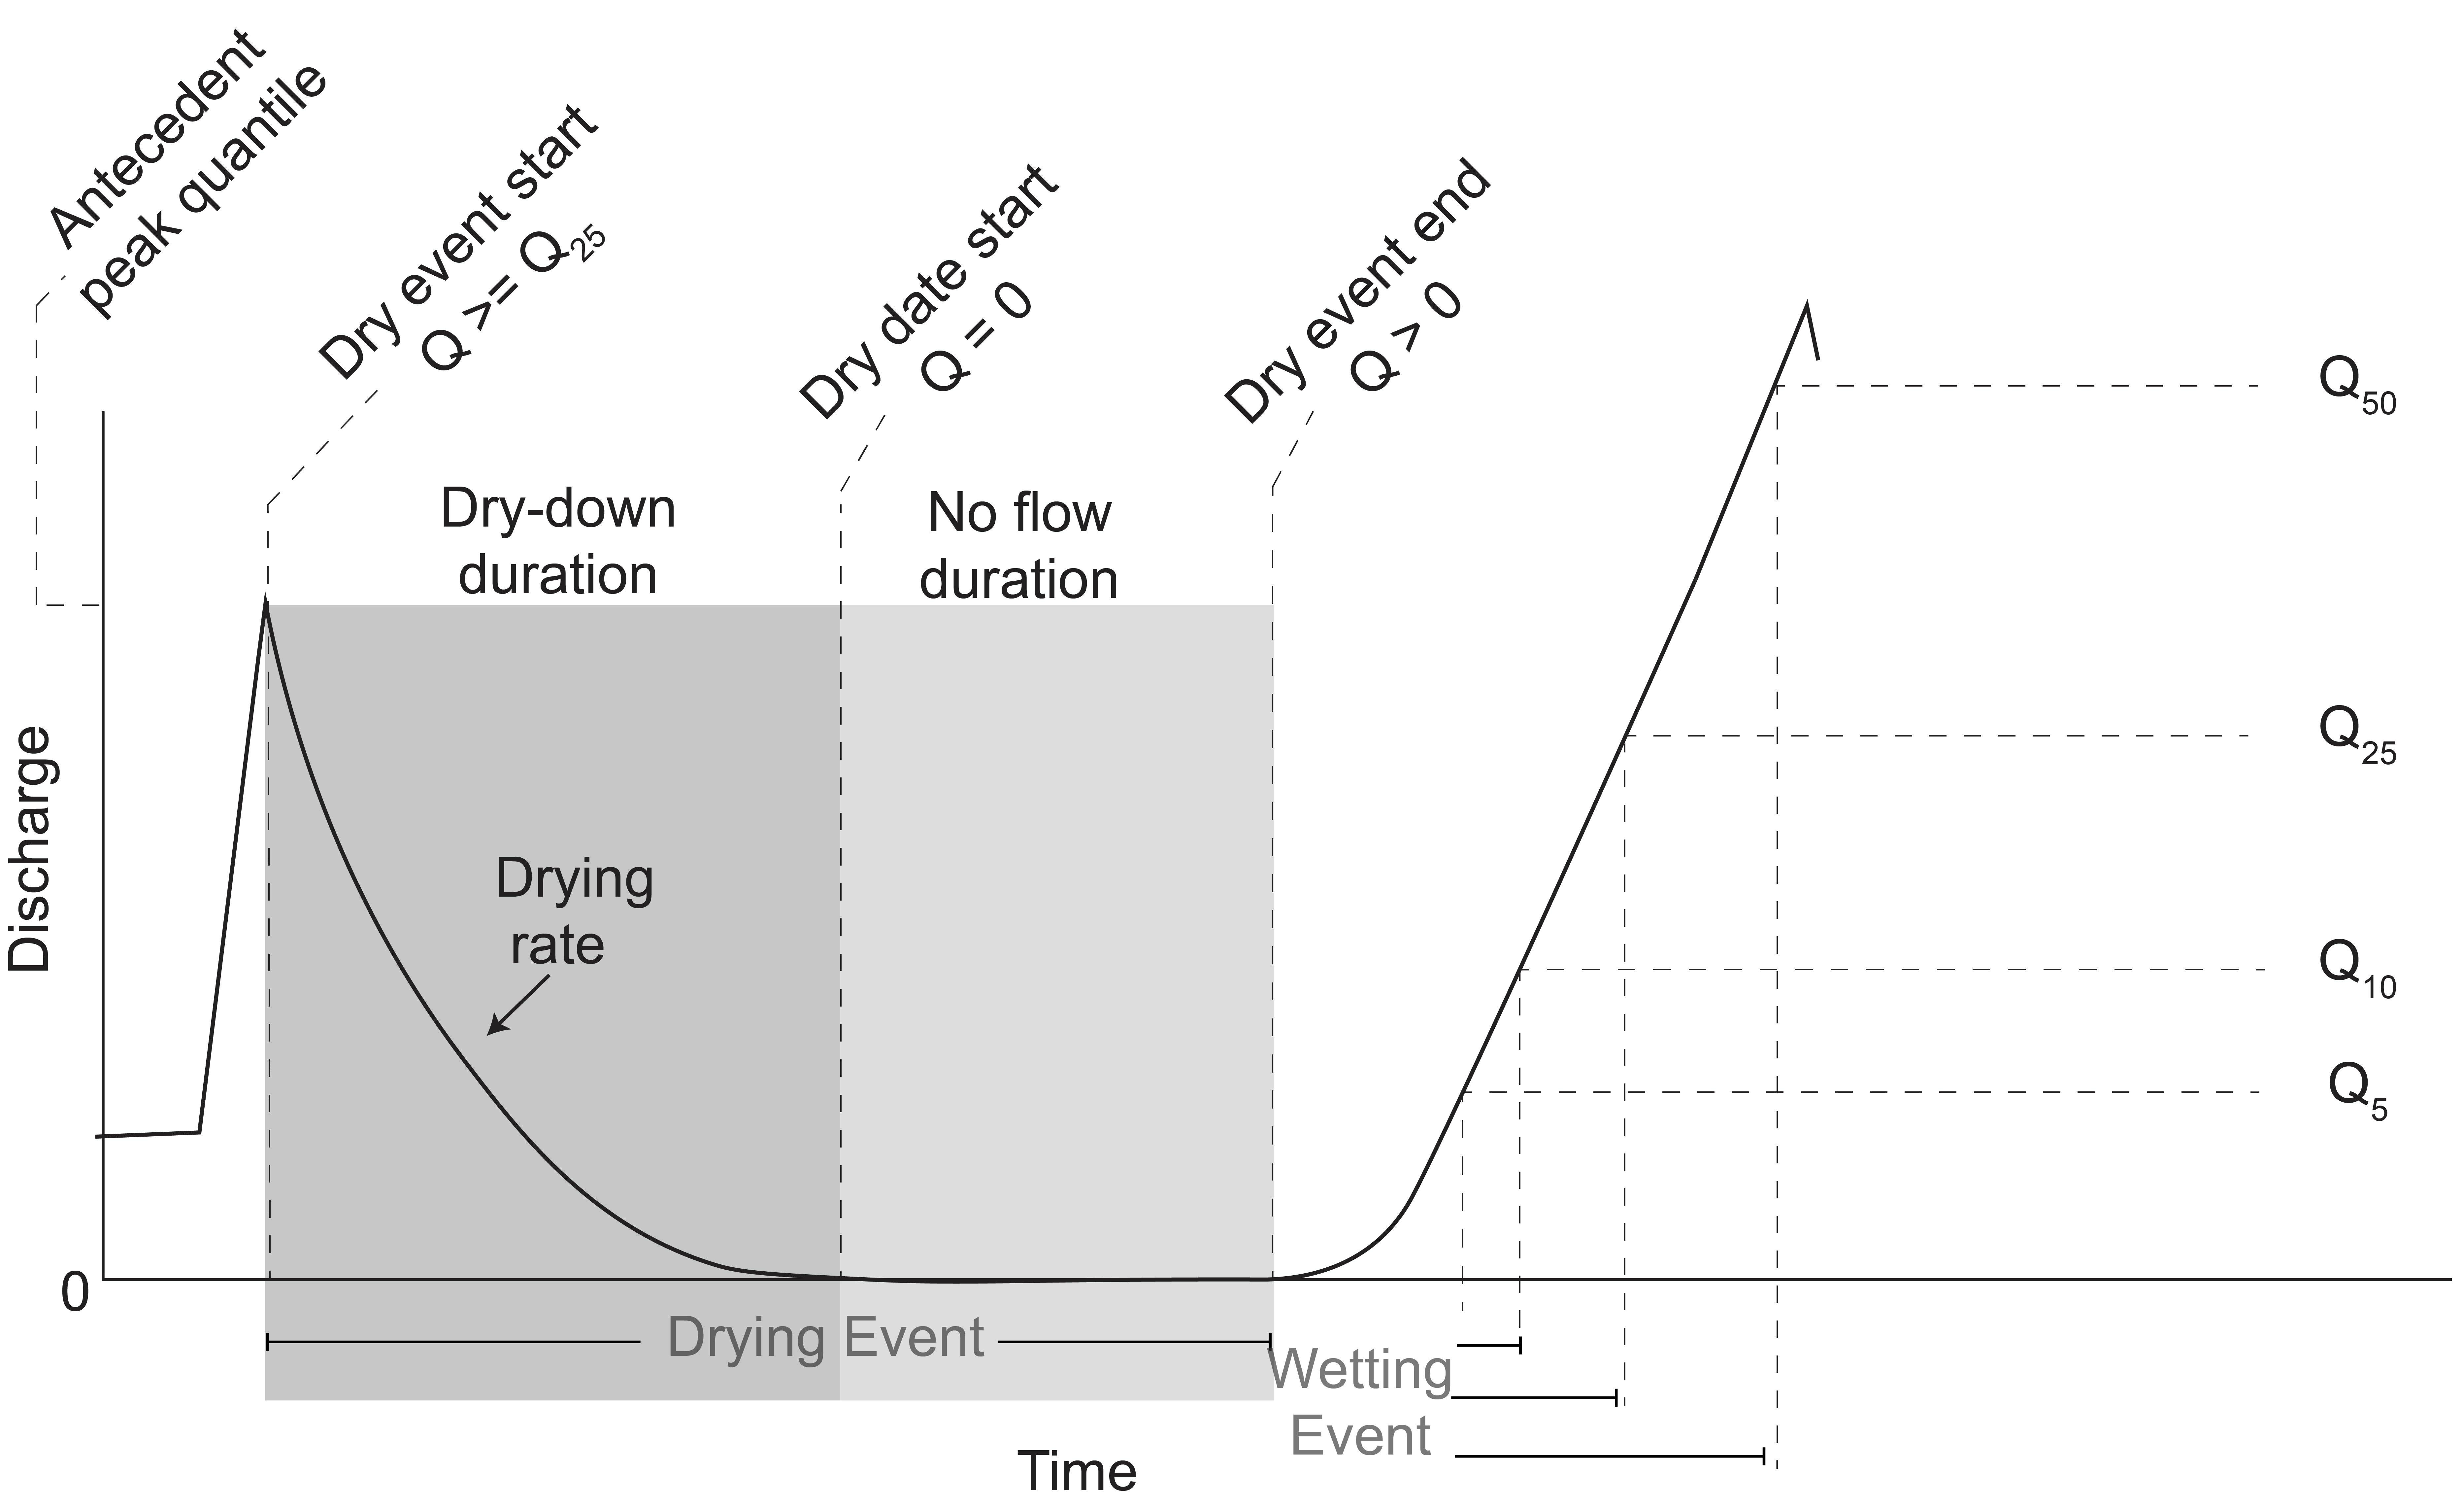 Antecedent
peak quantile
Dry event start
Q >= Q25
Dry date start
Q = 0
Dry event end
Q > 0
Dry-down
duration
No flow
duration
Drying
rate
Discharge
0
Q50
Q25
Q10
Q5
Drying Event
Wetting
Event
Time